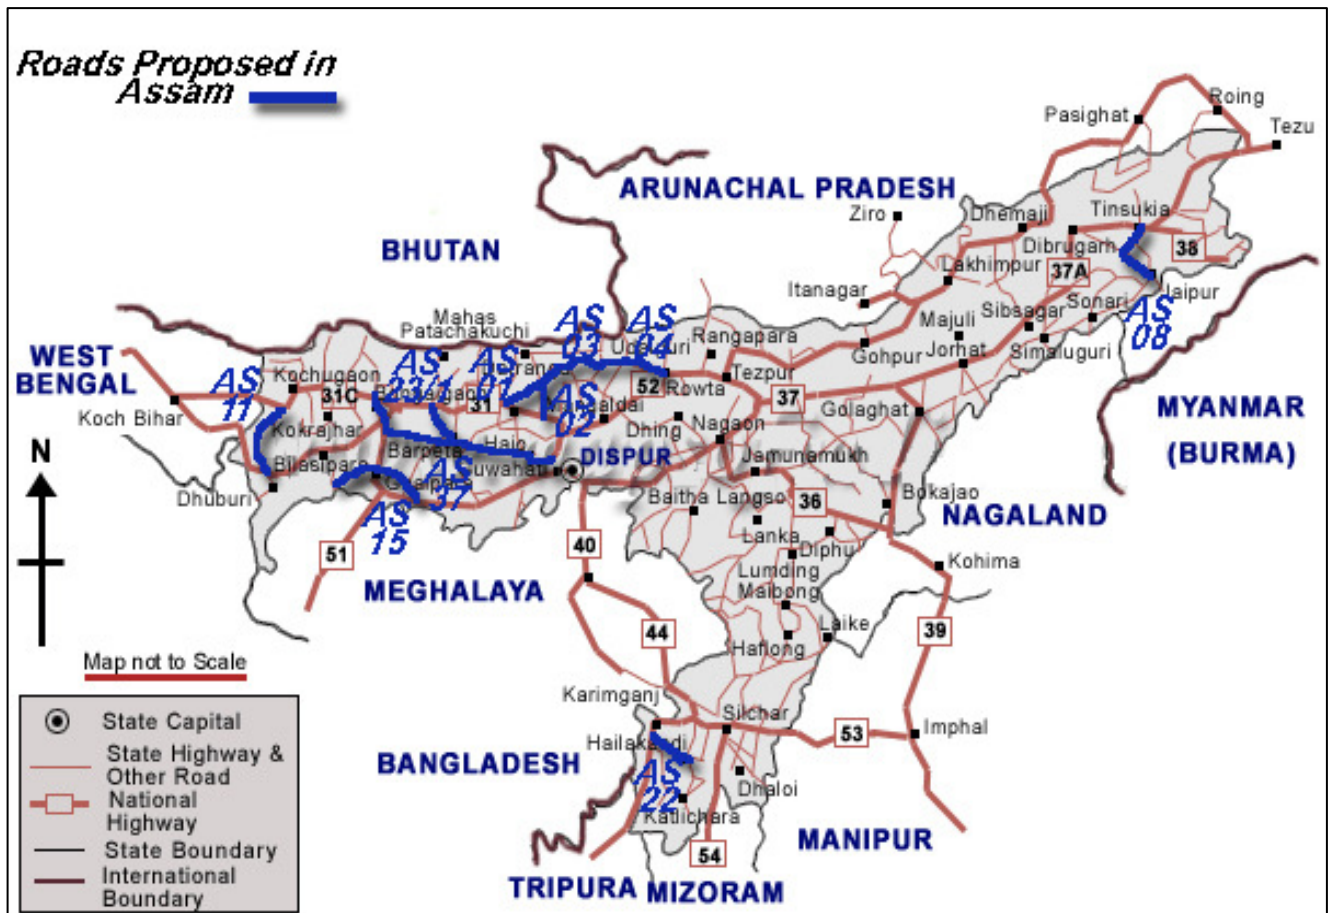 Roads Proposed in
Assam
Roing
Pasighat
Tezu
ARUNACHAL PRADESH
Ziro
Dhemaji
Tinsukia
BHUTAN
Dibrugarh
38
Lakhimpur
37A
Itanagar
Sibsagar
Sonari
Jaipur
Mahas
Patachakuchi
AS
03
AS
04
Rangapara
Majuli
AS
08
WEST
BENGAL
Gohpur
Jorhat
Simaluguri
Kochugaon
AS
23/1
AS
01
52
Rowta
Tezpur
AS
11
31C
31
37
MYANMAR
(BURMA)
Koch Bihar
AS
02
Golaghat
Kokrajhar
Dhing
Nagaon
N
Barpeta
Hajo
DISPUR
Bilasipara
Jamunamukh
Dhuburi
AS
37
Baitha Langso
36
Bokajao
NAGALAND
AS
15
Lanka
Diphu
51
40
Kohima
MEGHALAYA
Lumding
Maibong
44
Laike
39
Haflong
Map not to Scale
Karimganj
State Capital
Silchar
53
Imphal
State Highway &
Other Road
BANGLADESH
AS
22
Dhaloi
National
Highway
Katlichara
MANIPUR
State Boundary
54
International
Boundary
TRIPURA
MIZORAM